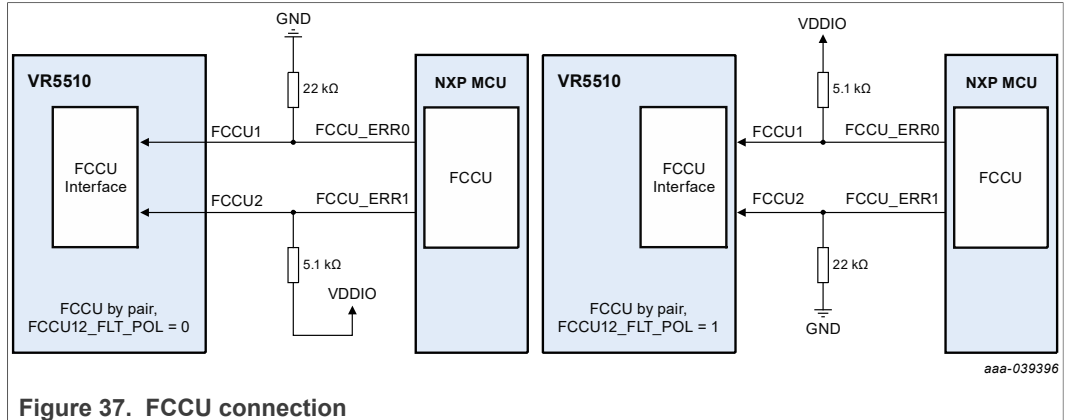 GND
VR5510
22 kΩ
NXP MCU
FCCU1
FCCU_ERR0
FCCU
Interface
FCCU
FCCU2
FCCU_ERR1
5.1 kΩ
VDDIO
FCCU by pair,
FCCU12_FLT_POL = 0
VDDIO
VR5510
5.1 kΩ
NXP MCU
FCCU1
FCCU_ERR0
FCCU
Interface
FCCU
FCCU2
FCCU_ERR1
22 kΩ
GND
FCCU by pair,
FCCU12_FLT_POL = 1
aaa-039396
Figure 37. FCCU connection